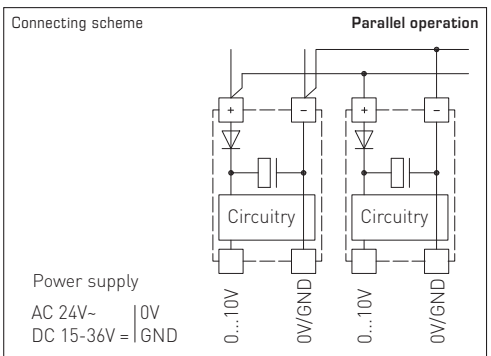 Connecting scheme
Parallel operation
+ − + −
Circuitry
Circuitry
Power supply
AC 24V~ | 0V
DC 15-36V = | GND
0...10V
0V/GND
0...10V
0V/GND